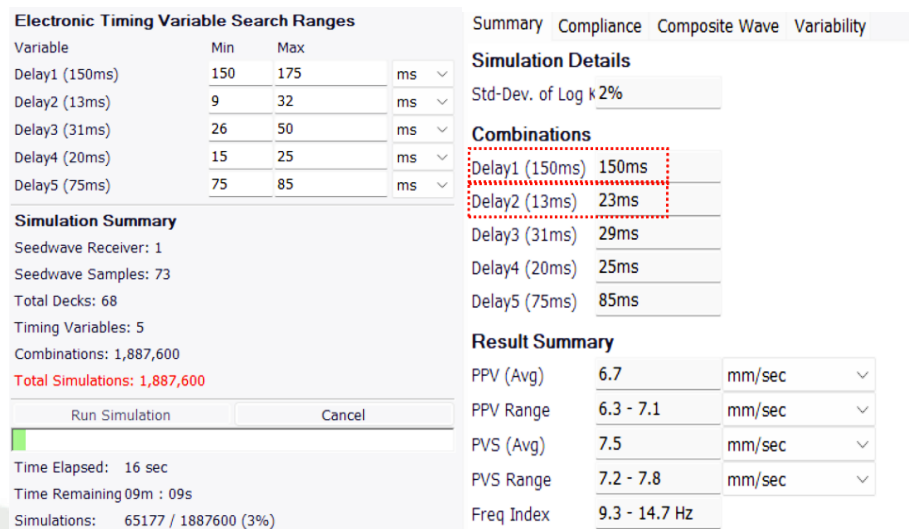 Electronic Timing Variable Search Ranges
Variable Min Max
Delay1 (150ms) 150 175 ms
Delay2 (13ms) 9 32 ms
Delay3 (31ms) 26 50 ms
Delay4 (20ms) 15 25 ms
Delay5 (75ms) 75 85 ms
Simulation Summary
Seedwave Receiver: 1
Seedwave Samples: 73
Total Decks: 68
Timing Variables: 5
Combinations: 1,887,600
Total Simulations: 1,887,600
Run Simulation Cancel
Time Elapsed: 16 sec
Time Remaining 09m : 09s
Simulations: 65177 / 1887600 (3%)
Summary Compliance Composite Wave Variability
Simulation Details
Std-Dev. of Log K 2%
Combinations
Delay1 (150ms) 150ms
Delay2 (13ms) 23ms
Delay3 (31ms) 29ms
Delay4 (20ms) 25ms
Delay5 (75ms) 85ms
Result Summary
PPV (Avg) 6.7 mm/sec
PPV Range 6.3 - 7.1 mm/sec
PVS (Avg) 7.5 mm/sec
PVS Range 7.2 - 7.8 mm/sec
Freq Index 9.3 - 14.7 Hz